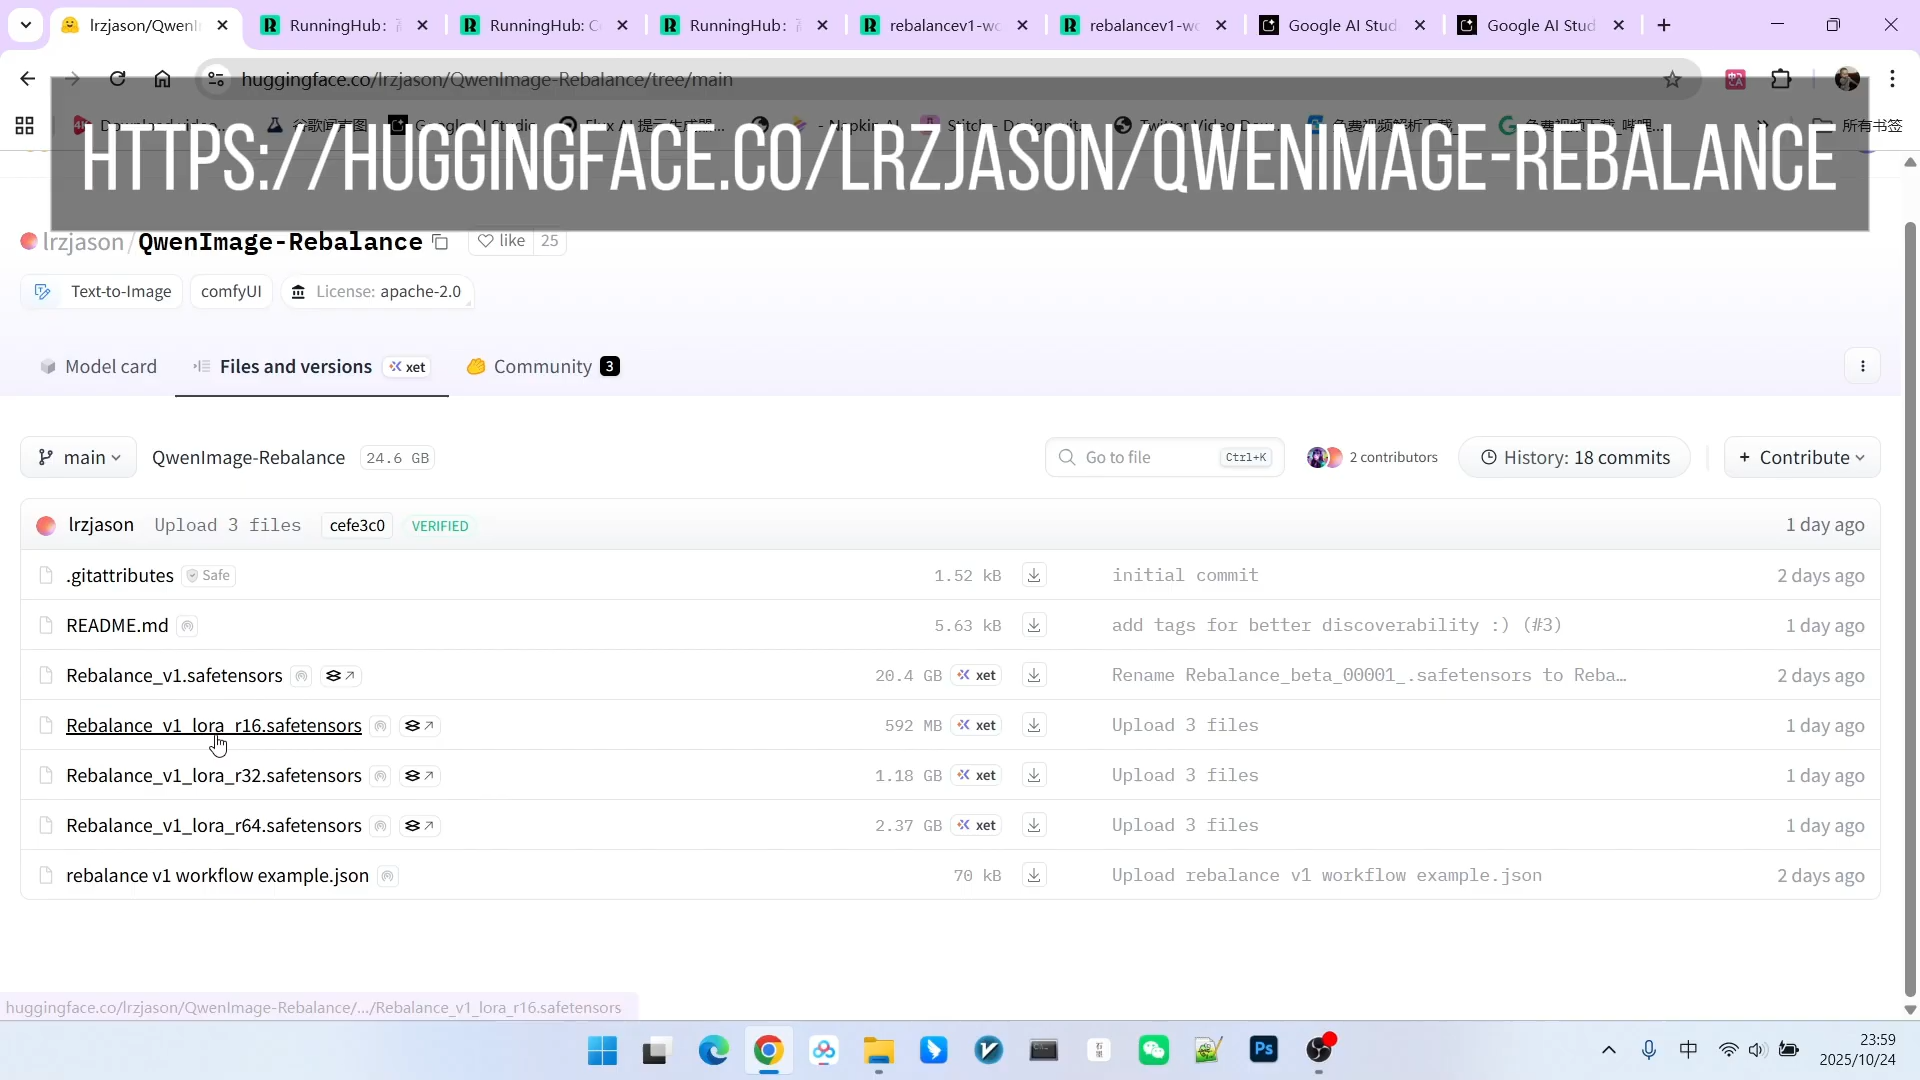 lrzjason/QwenI
RunningHub:
RunningHub: C
RunningHub:
rebalancev1-wo
rebalancev1-wo
Google AI Stud
Google AI Stud
huggingface.co/lrzjason/QwenImage-Rebalance/tree/main
所有书签
HTTPS://HUGGINGFACE.CO/LRZJASON/QWENIMAGE-REBALANCE
lrzjason/QwenImage-Rebalance like 25
Text-to-Image comfyUI License: apache-2.0
Model card Files and versions xet Community 3
main QwenImage-Rebalance 24.6 GB Go to file Ctrl+K 2 contributors History: 18 commits + Contribute
lrzjason Upload 3 files cefe3c0 VERIFIED 1 day ago
.gitattributes Safe 1.52 kB initial commit 2 days ago
README.md 5.63 kB add tags for better discoverability :) (#3) 1 day ago
Rebalance_v1.safetensors 20.4 GB xet Rename Rebalance_beta_00001_.safetensors to Reba… 2 days ago
Rebalance_v1_lora_r16.safetensors 592 MB xet Upload 3 files 1 day ago
Rebalance_v1_lora_r32.safetensors 1.18 GB xet Upload 3 files 1 day ago
Rebalance_v1_lora_r64.safetensors 2.37 GB xet Upload 3 files 1 day ago
rebalance v1 workflow example.json 70 kB Upload rebalance v1 workflow example.json 2 days ago
huggingface.co/lrzjason/QwenImage-Rebalance/.../Rebalance_v1_lora_r16.safetensors
Ps
中
23:59
2025/10/24